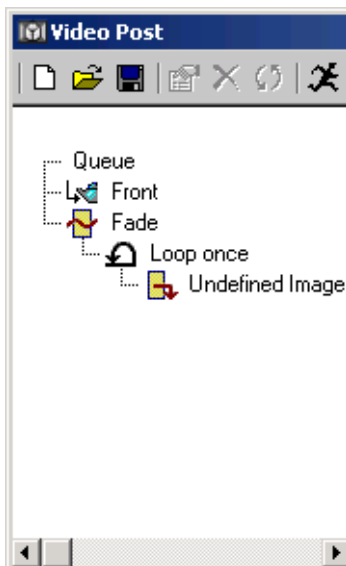 Video Post
Queue
Front
Fade
Loop once
Undefined Image